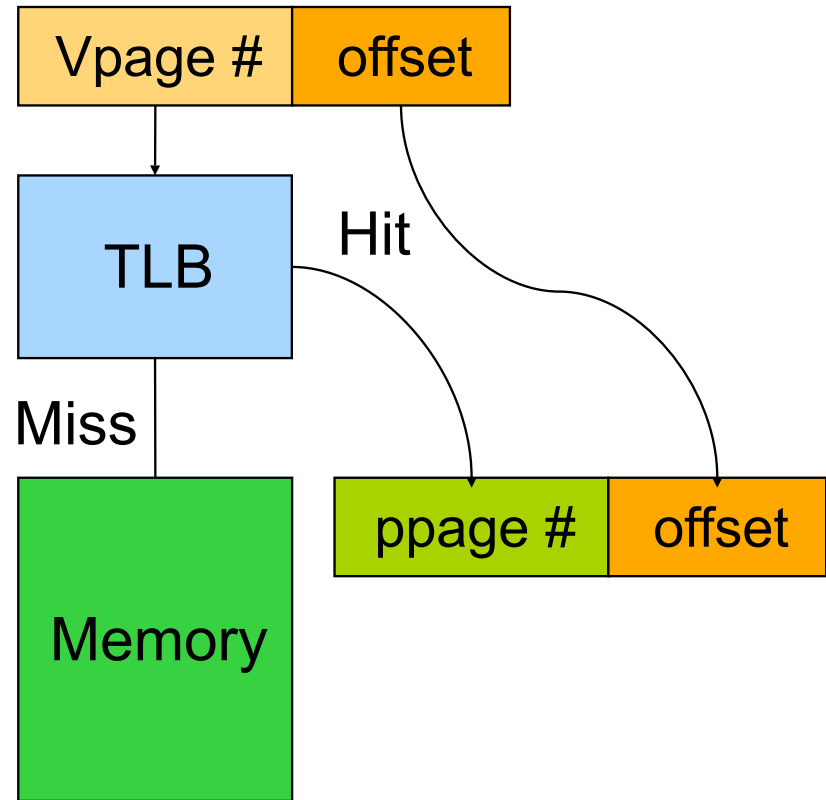 Vpage # offset
TLB
Hit
Miss
ppage # offset
Memory